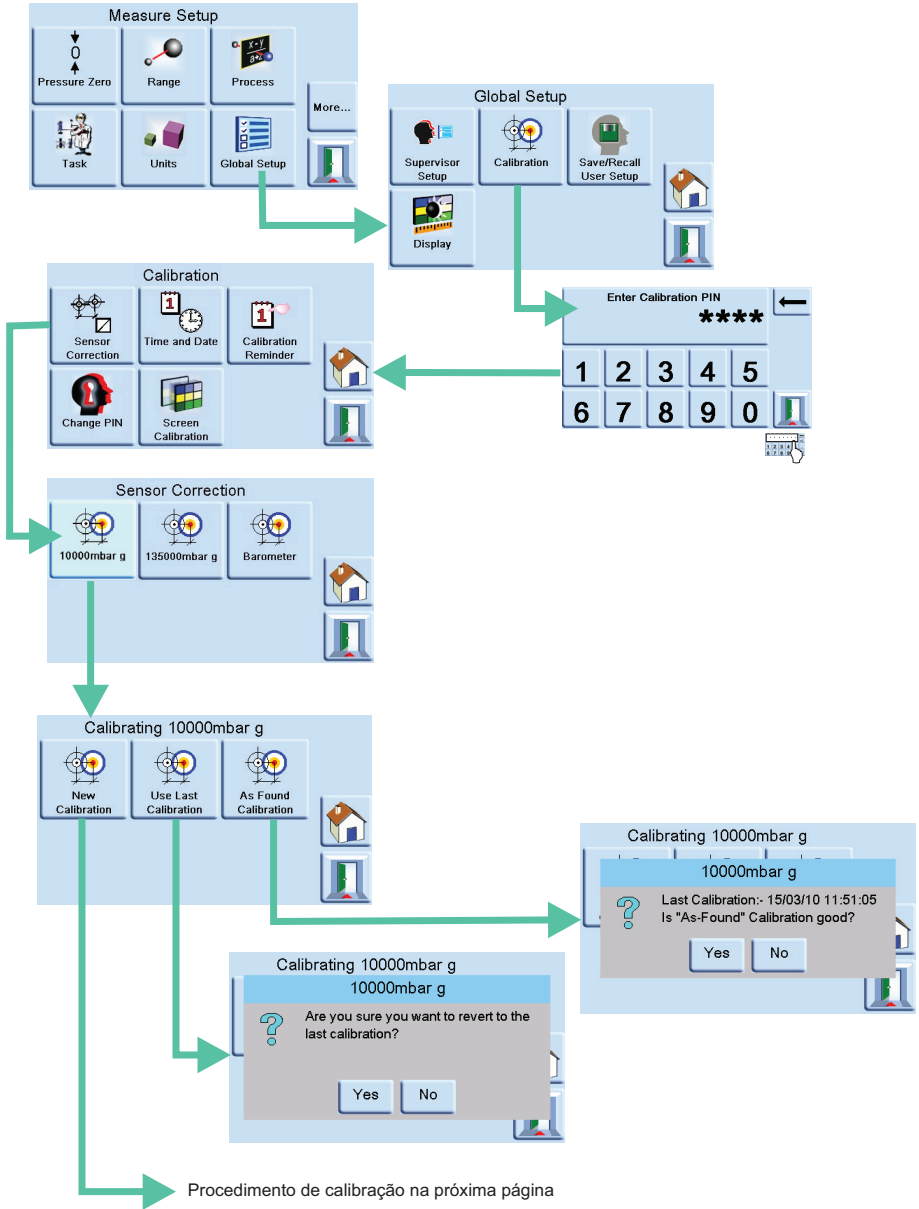 Measure Setup
0
Pressure Zero
Range
x - y
a+z
Process
More...
Task
Units
Global Setup
Global Setup
Supervisor
Setup
Calibration
Save/Recall
User Setup
Display
Enter Calibration PIN
****
1 2 3 4 5
6 7 8 9 0
Calibration
Sensor
Correction
1
Time and Date
1
Calibration
Reminder
Change PIN
Screen
Calibration
Sensor Correction
10000mbar g
135000mbar g
Barometer
Calibrating 10000mbar g
New
Calibration
Use Last
Calibration
As Found
Calibration
Calibrating 10000mbar g
10000mbar g
Last Calibration:- 15/03/10 11:51:05
Is "As-Found" Calibration good?
Yes No
Calibrating 10000mbar g
10000mbar g
Are you sure you want to revert to the
last calibration?
Yes No
Procedimento de calibração na próxima página